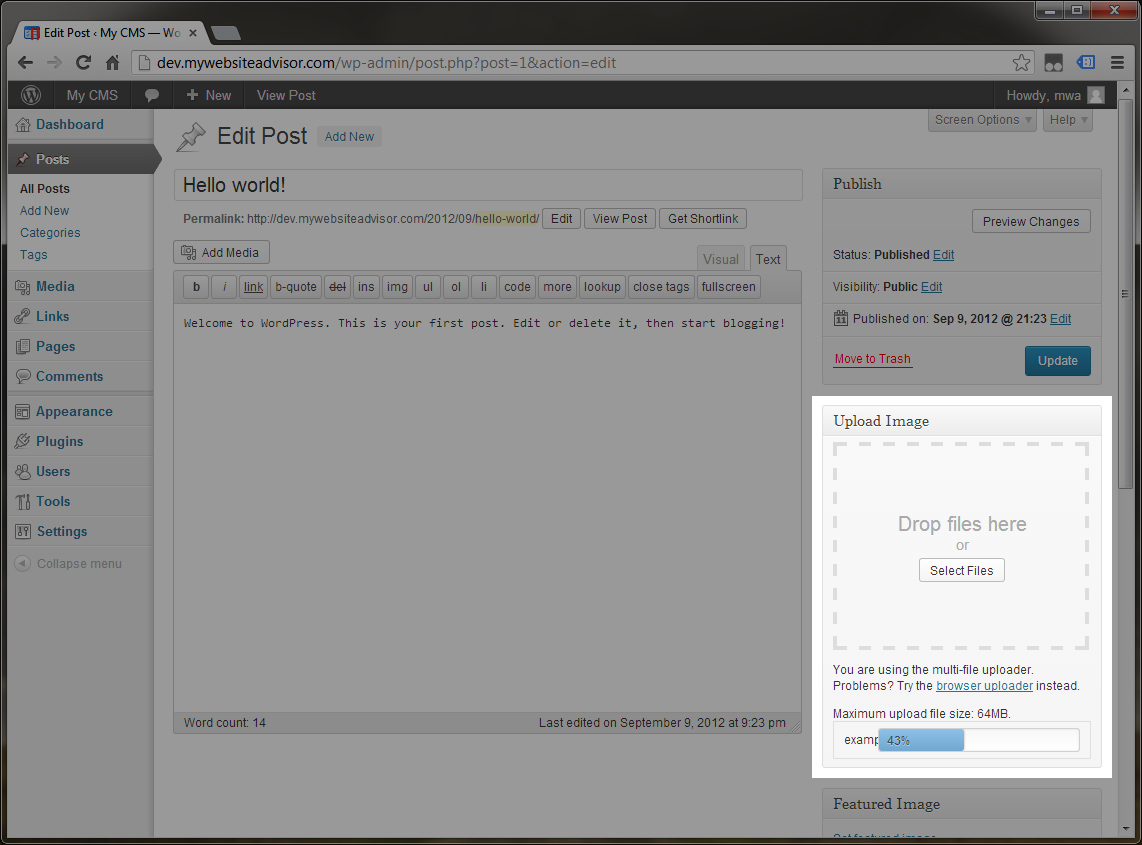 Edit Post ‹ My CMS — Wo
dev.mywebsiteadvisor.com/wp-admin/post.php?post=1&action=edit
My CMS + New View Post Howdy, mwa
Dashboard
Posts
All Posts
Add New
Categories
Tags
Media
Links
Pages
Comments
Appearance
Plugins
Users
Tools
Settings
Collapse menu
Screen Options Help
Edit Post Add New
Hello world!
Permalink: http://dev.mywebsiteadvisor.com/2012/09/hello-world/ Edit View Post Get Shortlink
Add Media Visual Text
b i link b-quote del ins img ul ol li code more lookup close tags fullscreen
Welcome to WordPress. This is your first post. Edit or delete it, then start blogging!
Word count: 14 Last edited on September 9, 2012 at 9:23 pm
Publish
Preview Changes
Status: Published Edit
Visibility: Public Edit
11 Published on: Sep 9, 2012 @ 21:23 Edit
Move to Trash Update
Upload Image
Drop files here
or
Select Files
You are using the multi-file uploader.
Problems? Try the browser uploader instead.
Maximum upload file size: 64MB.
examp 43%
Featured Image
Set featured image